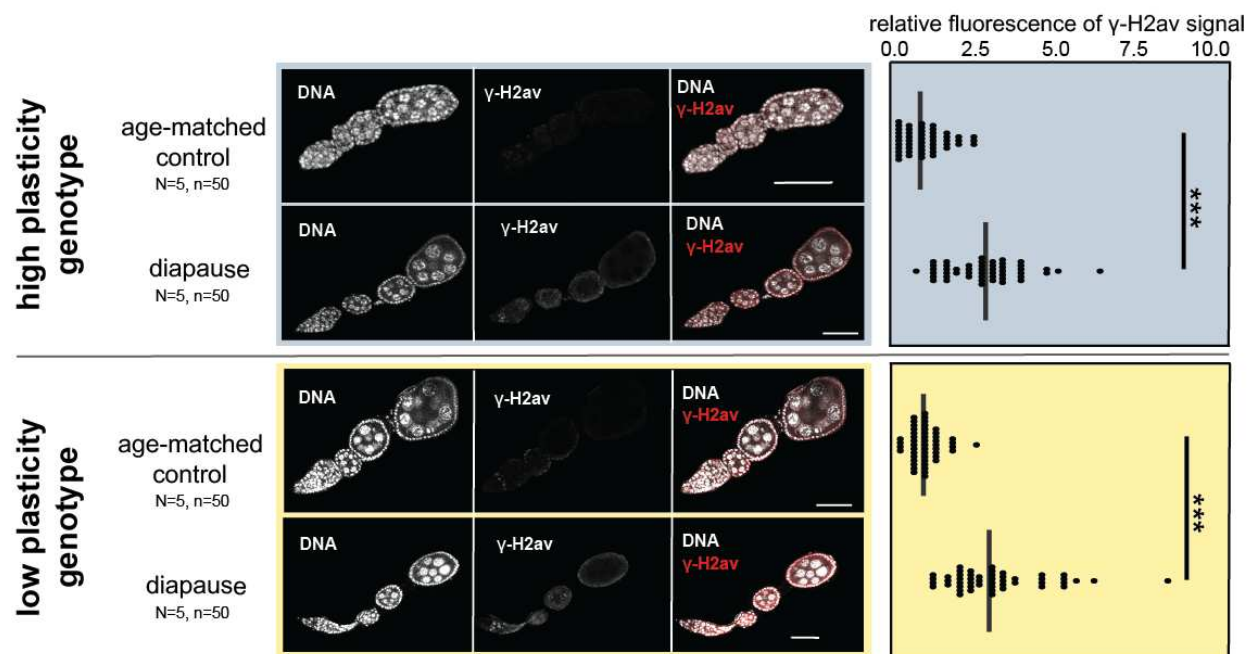 relative fluorescence of γ-H2av signal
0.0 2.5 5.0 7.5 10.0
high plasticity
genotype
age-matched
control
N=5, n=50
DNA
γ-H2av
DNA
γ-H2av
***
diapause
N=5, n=50
DNA
γ-H2av
DNA
γ-H2av
low plasticity
genotype
age-matched
control
N=5, n=50
DNA
γ-H2av
DNA
γ-H2av
***
diapause
N=5, n=50
DNA
γ-H2av
DNA
γ-H2av